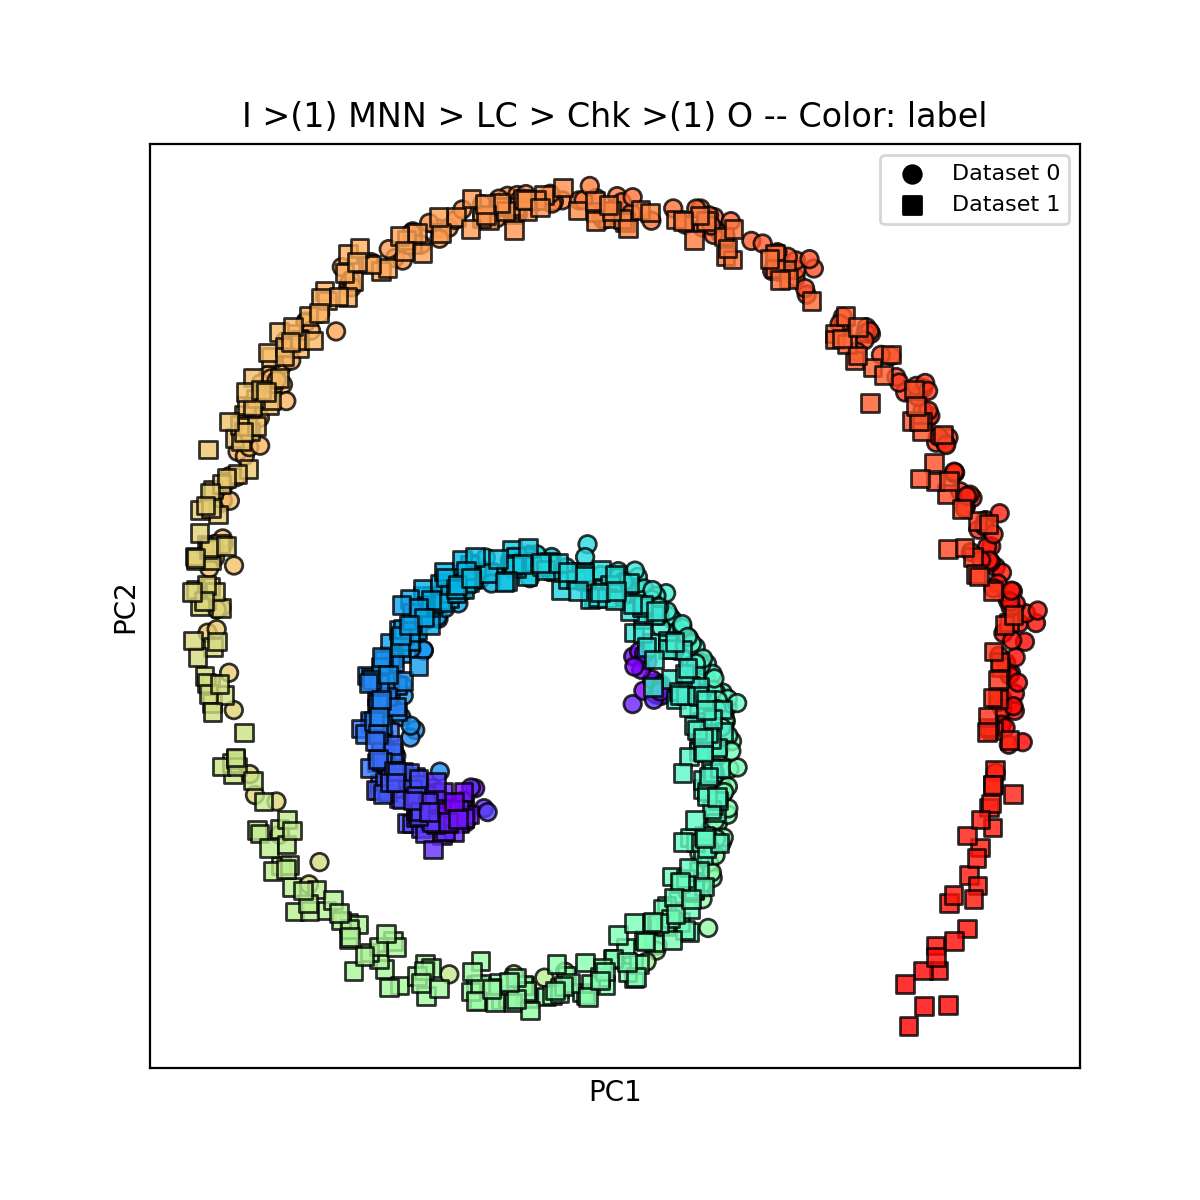 I >(1) MNN > LC > Chk >(1) O -- Color: label
Dataset 0
Dataset 1
PC2
PC1